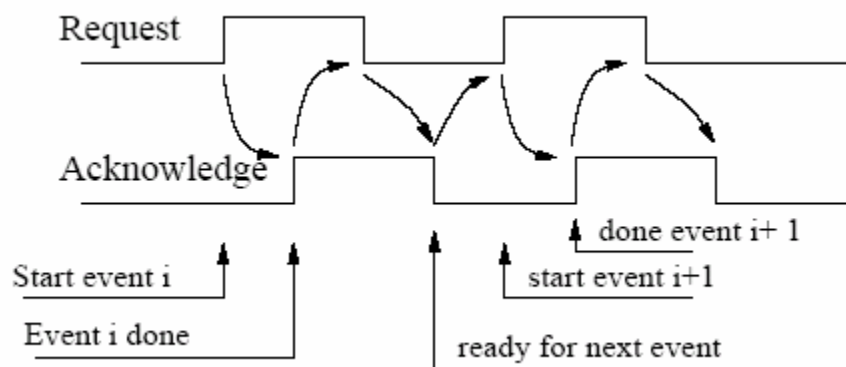 Request
Acknowledge
done event i+ 1
Start event i
start event i+1
Event i done
ready for next event